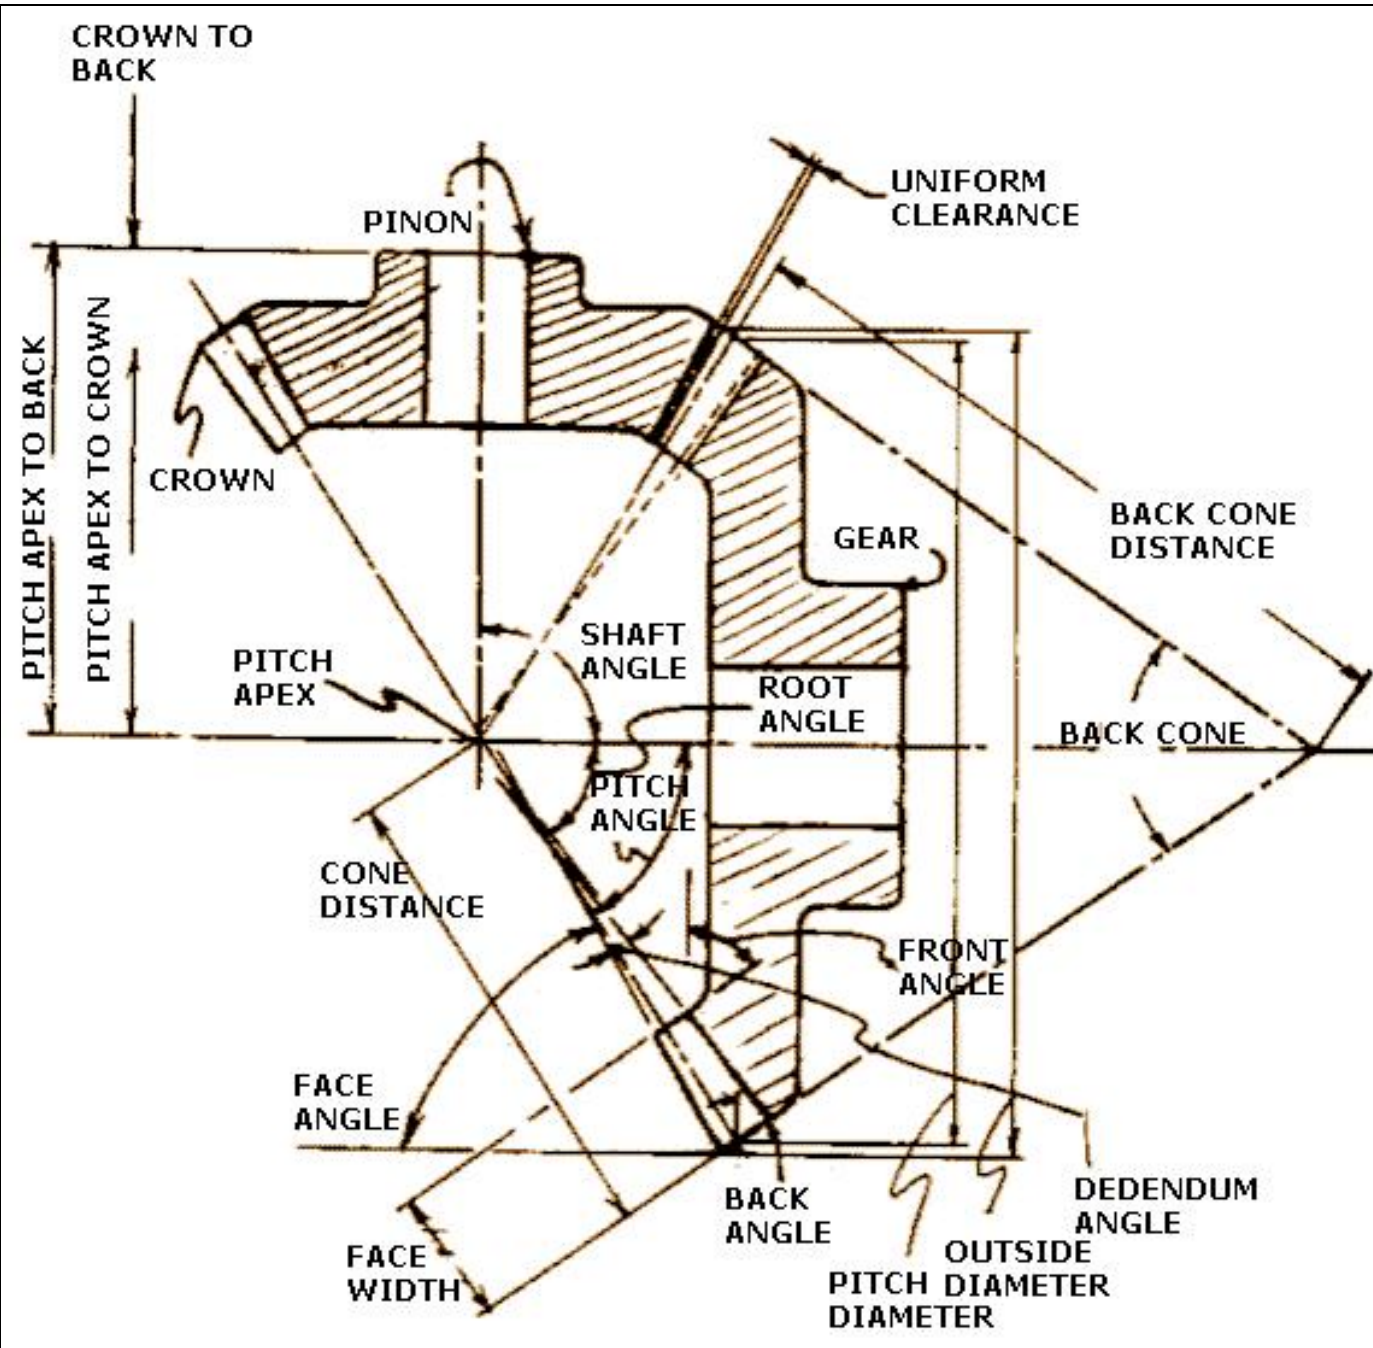 CROWN TO
BACK
UNIFORM
CLEARANCE
PINON
PITCH APEX TO BACK
PITCH APEX TO CROWN
CROWN
BACK CONE
DISTANCE
GEAR
SHAFT
ANGLE
PITCH
APEX
ROOT
ANGLE
BACK CONE
PITCH
ANGLE
CONE
DISTANCE
FRONT
ANGLE
FACE
ANGLE
BACK
ANGLE
DEDENDUM
ANGLE
FACE
WIDTH
OUTSIDE
DIAMETER
PITCH
DIAMETER